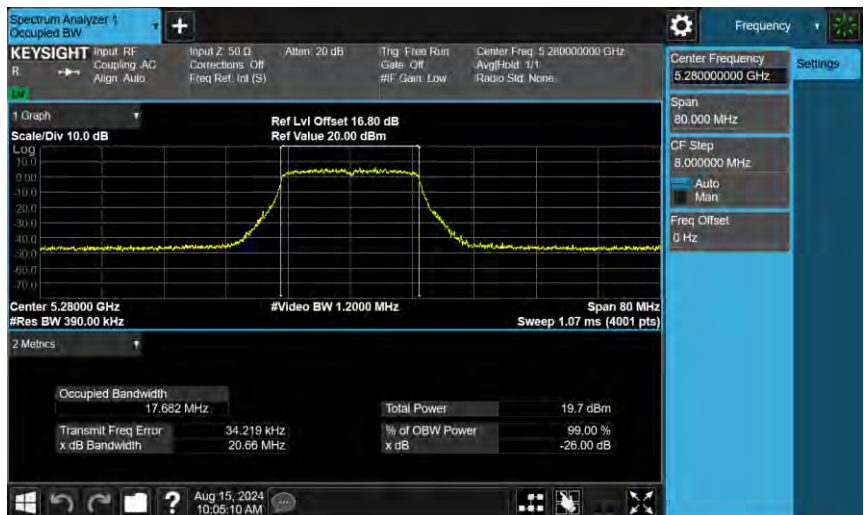 Spectrum Analyzer 1
Occupied BW
Frequency
KEYSIGHT
R
Input: RF
Coupling: AC
Align: Auto
Input Z: 50 Ω
Corrections: Off
Freq Ref: Int (S)
Atten: 20 dB
Trig: Free Run
Gate: Off
#IF Gain: Low
Center Freq: 5.280000000 GHz
Avg|Hold: 1/1
Radio Std: None
Center Frequency
5.280000000 GHz
Settings
Span
80.000 MHz
CF Step
8.000000 MHz
Auto
Man
Freq Offset
0 Hz
1 Graph
Scale/Div 10.0 dB
Ref Lvl Offset 16.80 dB
Ref Value 20.00 dBm
Log
10.0
0.00
-10.0
-20.0
-30.0
-40.0
-50.0
-60.0
-70.0
Center 5.28000 GHz
#Video BW 1.2000 MHz
Span 80 MHz
#Res BW 390.00 kHz
Sweep 1.07 ms (4001 pts)
2 Metrics
Occupied Bandwidth
17.682 MHz
Total Power
19.7 dBm
Transmit Freq Error
34.219 kHz
% of OBW Power
99.00 %
x dB Bandwidth
20.66 MHz
x dB
-26.00 dB
?
Aug 15, 2024
10:05:10 AM